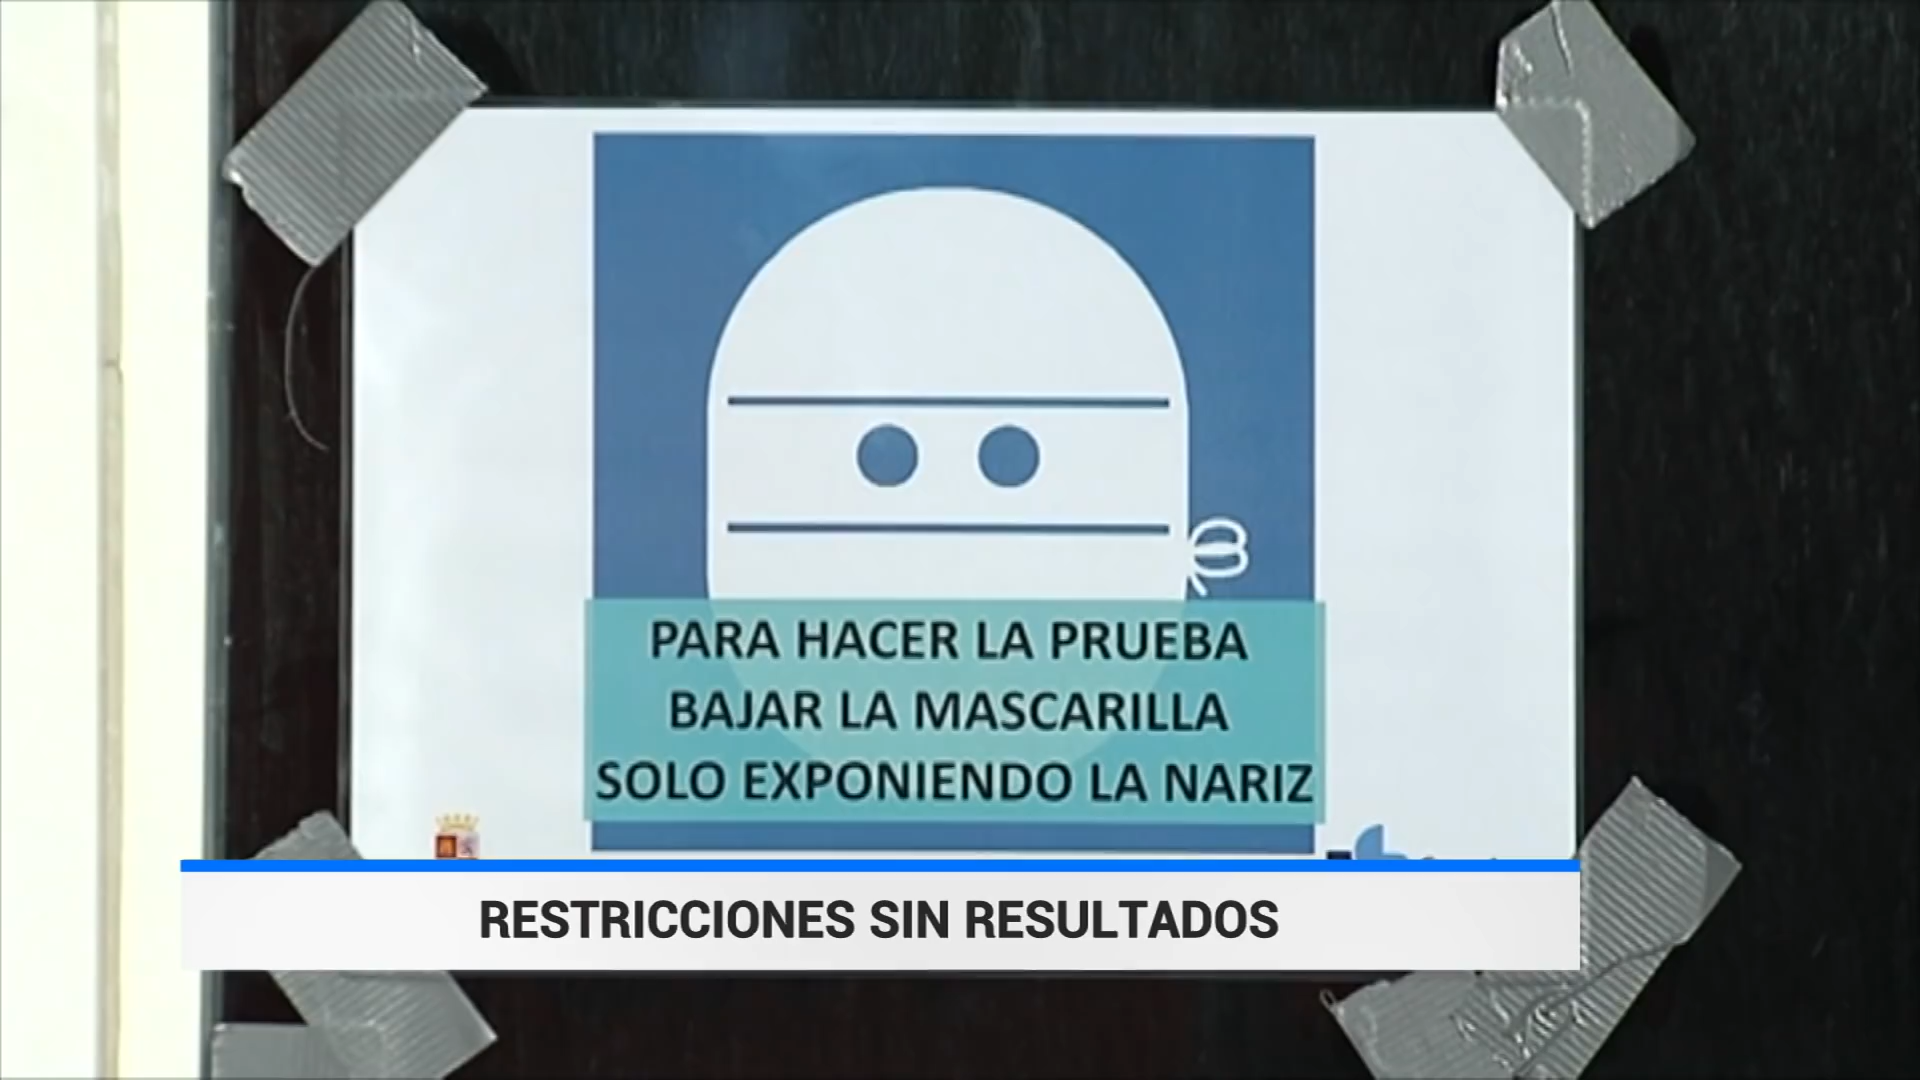 PARA HACER LA PRUEBA
BAJAR LA MASCARILLA
SOLO EXPONIENDO LA NARIZ
RESTRICCIONES SIN RESULTADOS